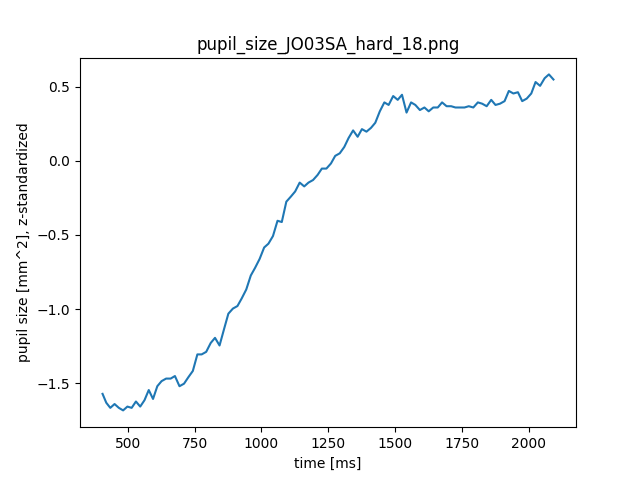 pupil_size_JO03SA_hard_18.png
pupil size [mm^2], z-standardized
0.5
0.0
−0.5
−1.0
−1.5
500 750 1000 1250 1500 1750 2000
time [ms]